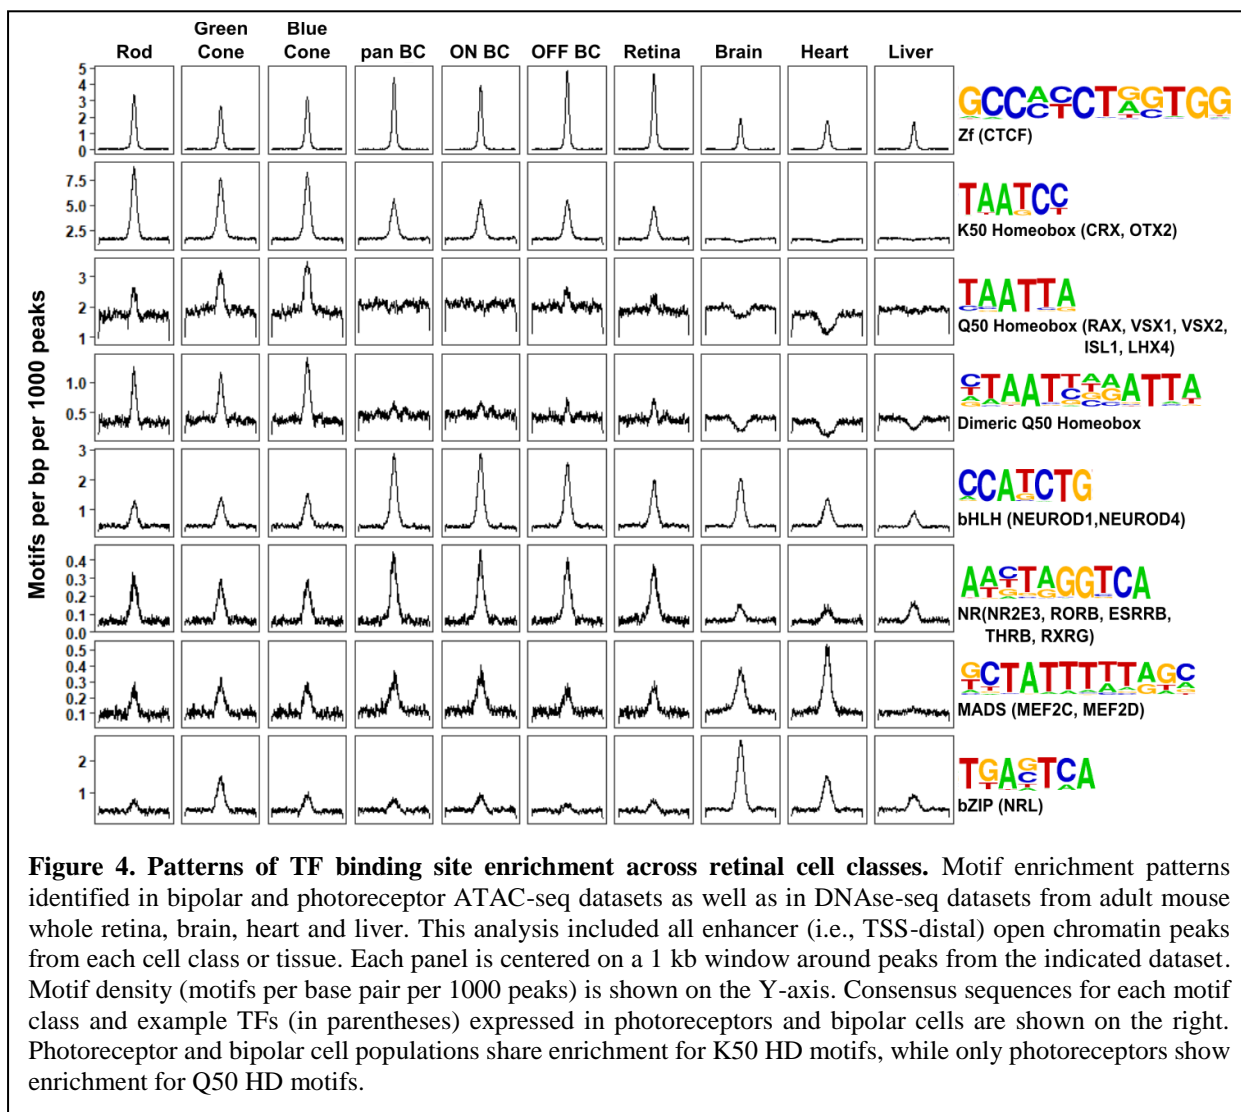 Rod
Green
Cone
Blue
Cone
pan BC
ON BC
OFF BC
Retina
Brain
Heart
Liver
Motifs per bp per 1000 peaks
5
4
3
2
1
0
GCCACCTAGTGG
Zf (CTCF)
7.5
5.0
2.5
TAATCC
K50 Homeobox (CRX, OTX2)
3
2
1
TAATTA
Q50 Homeobox (RAX, VSX1, VSX2,
ISL1, LHX4)
1.0
0.5
CTAATTAAATTA
Dimeric Q50 Homeobox
3
2
1
CCATCTG
bHLH (NEUROD1,NEUROD4)
0.4
0.3
0.2
0.1
0.0
AACTAGGTCA
NR(NR2E3, RORB, ESRRB,
THRB, RXRG)
0.5
0.4
0.3
0.2
0.1
GCTATTTTTAGC
MADS (MEF2C, MEF2D)
2
1
TGAGTCA
bZIP (NRL)
Figure 4. Patterns of TF binding site enrichment across retinal cell classes. Motif enrichment patterns
identified in bipolar and photoreceptor ATAC-seq datasets as well as in DNAse-seq datasets from adult mouse
whole retina, brain, heart and liver. This analysis included all enhancer (i.e., TSS-distal) open chromatin peaks
from each cell class or tissue. Each panel is centered on a 1 kb window around peaks from the indicated dataset.
Motif density (motifs per base pair per 1000 peaks) is shown on the Y-axis. Consensus sequences for each motif
class and example TFs (in parentheses) expressed in photoreceptors and bipolar cells are shown on the right.
Photoreceptor and bipolar cell populations share enrichment for K50 HD motifs, while only photoreceptors show
enrichment for Q50 HD motifs.